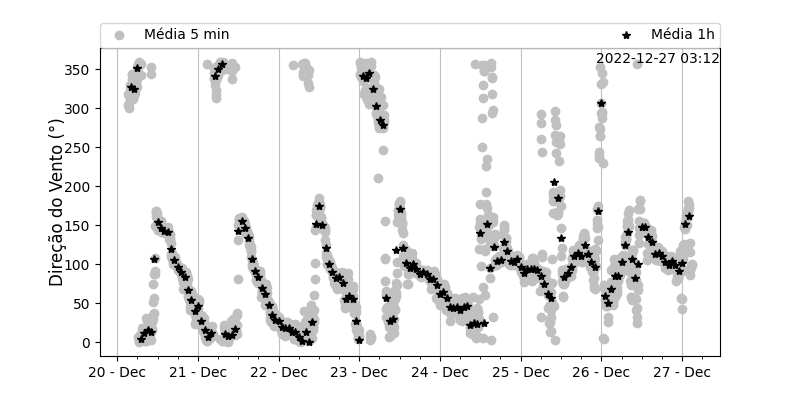 Média 5 min
Média 1h
2022-12-27 03:12
Direção do Vento (°)
350
300
250
200
150
100
50
0
20 - Dec
21 - Dec
22 - Dec
23 - Dec
24 - Dec
25 - Dec
26 - Dec
27 - Dec